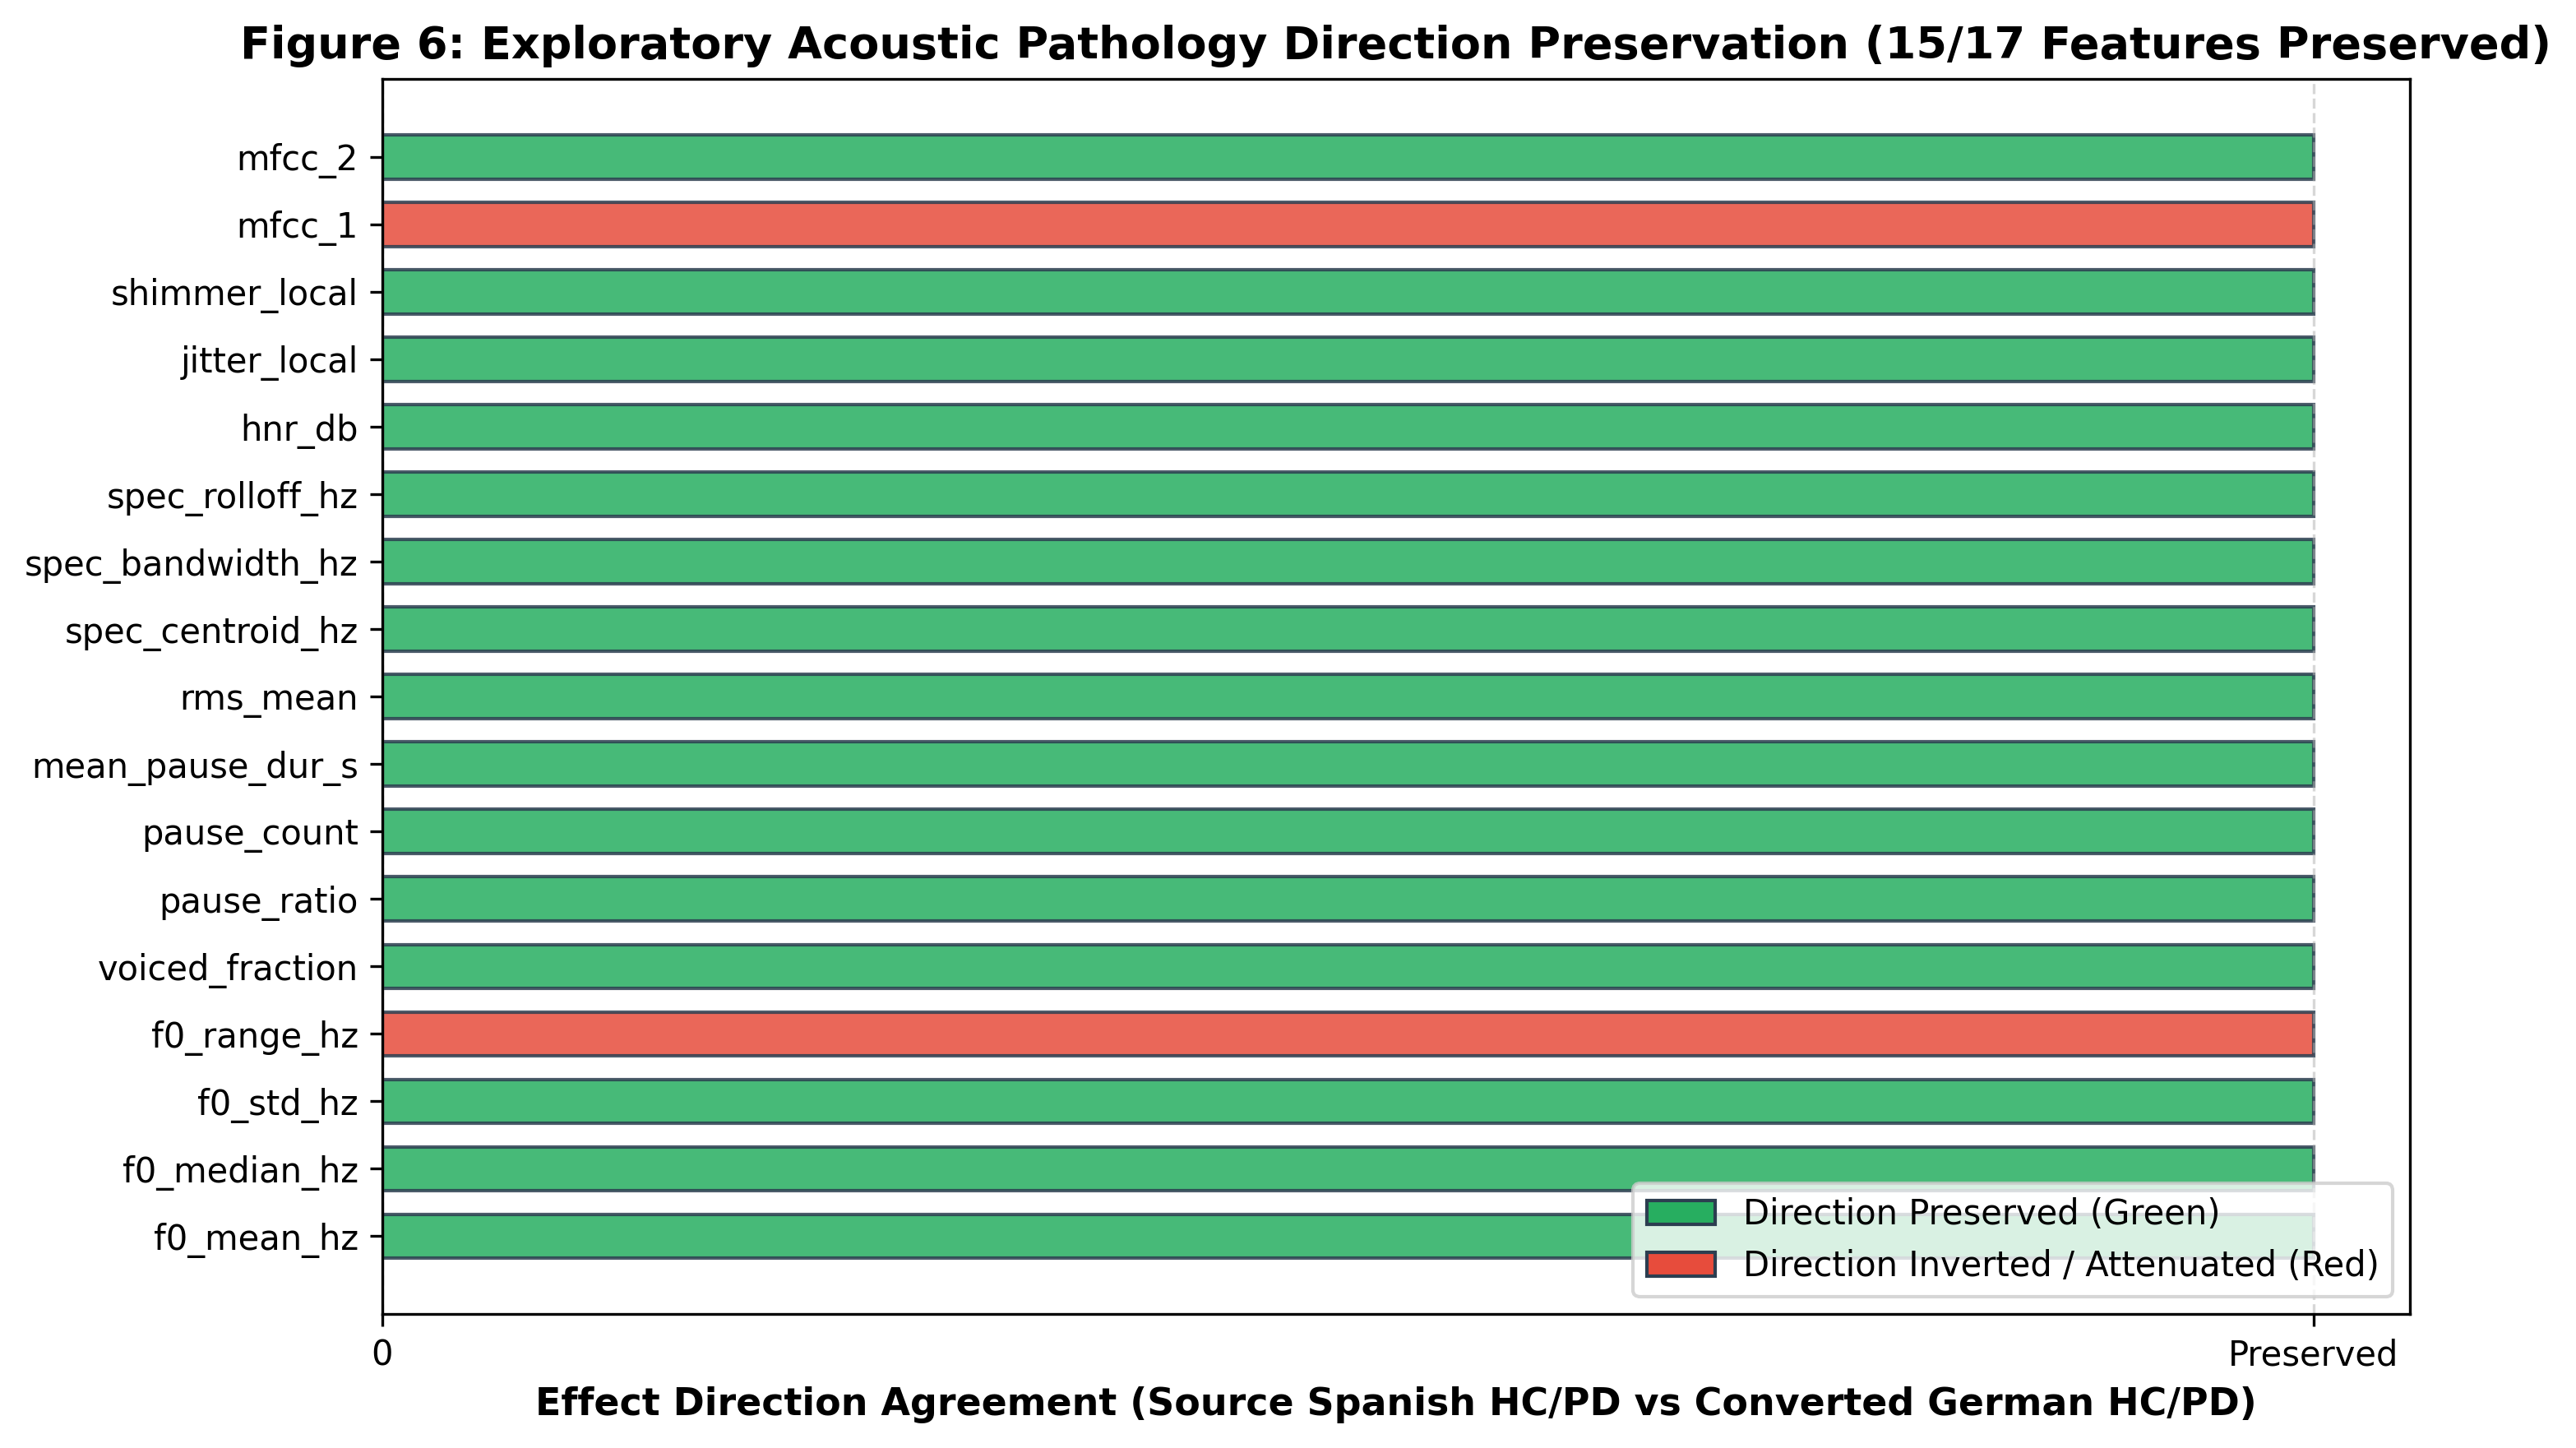 Figure 6: Exploratory Acoustic Pathology Direction Preservation (15/17 Features Preserved)
mfcc_2
mfcc_1
shimmer_local
jitter_local
hnr_db
spec_rolloff_hz
spec_bandwidth_hz
spec_centroid_hz
rms_mean
mean_pause_dur_s
pause_count
pause_ratio
voiced_fraction
f0_range_hz
f0_std_hz
f0_median_hz
f0_mean_hz
Direction Preserved (Green)
Direction Inverted / Attenuated (Red)
0
Preserved
Effect Direction Agreement (Source Spanish HC/PD vs Converted German HC/PD)